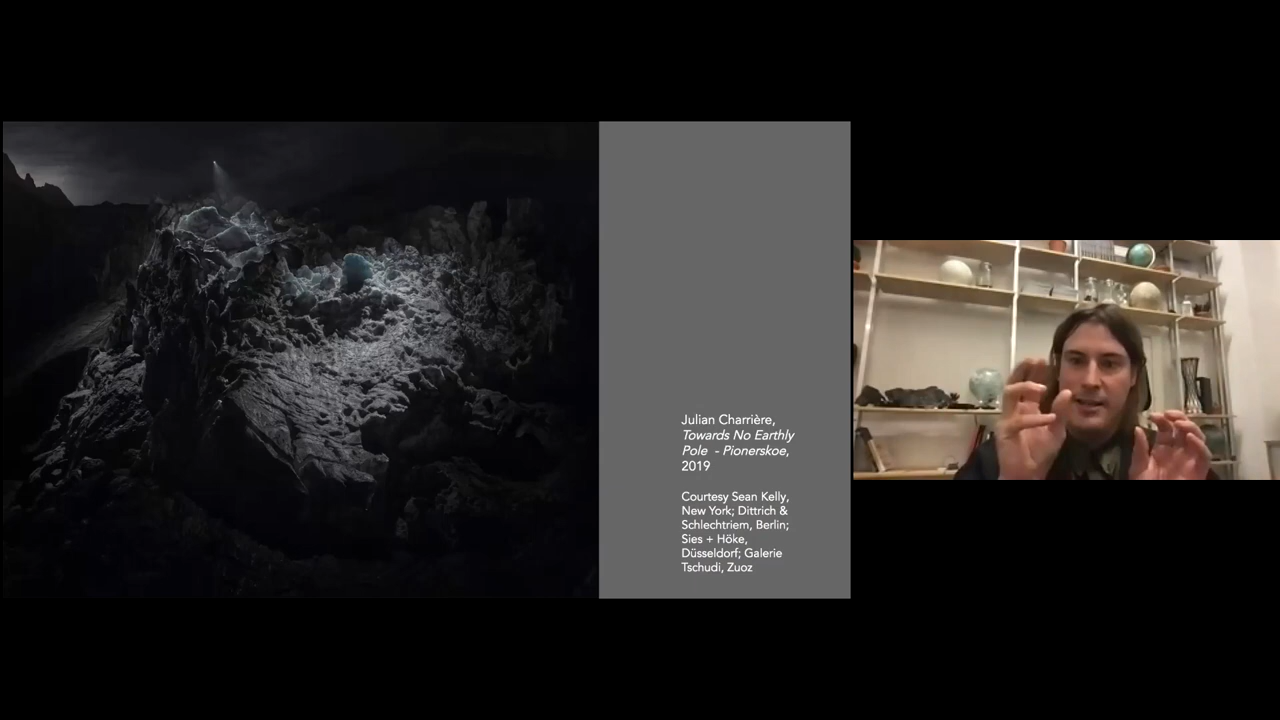 Julian Charrière,
Towards No Earthly
Pole - Pionerskoe,
2019
Courtesy Sean Kelly,
New York; Dittrich &
Schlechtriem, Berlin;
Sies + Höke,
Düsseldorf; Galerie
Tschudi, Zuoz